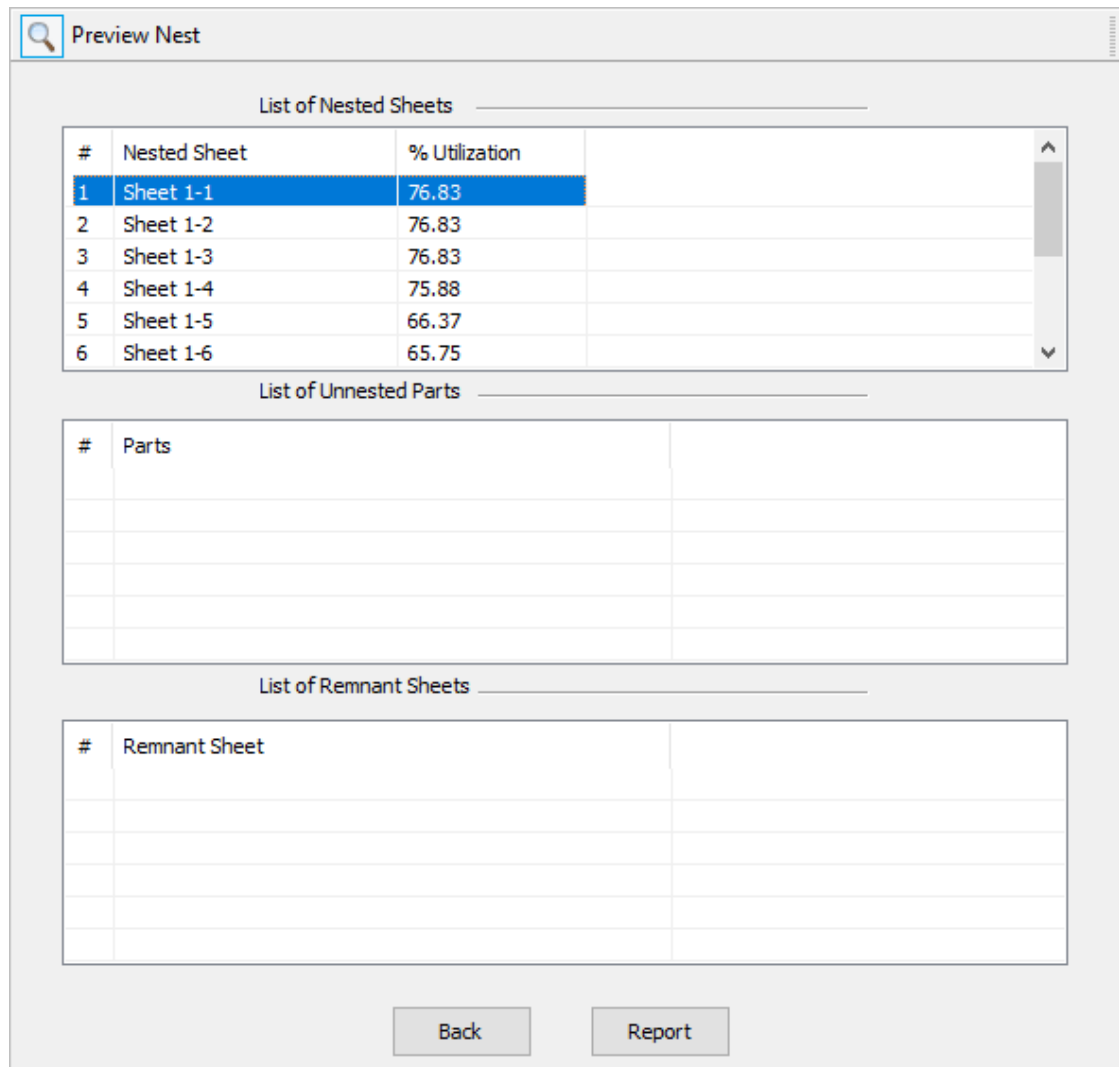 Preview Nest
List of Nested Sheets
# Nested Sheet % Utilization
1 Sheet 1-1 76.83
2 Sheet 1-2 76.83
3 Sheet 1-3 76.83
4 Sheet 1-4 75.88
5 Sheet 1-5 66.37
6 Sheet 1-6 65.75
List of Unnested Parts
# Parts
List of Remnant Sheets
# Remnant Sheet
Back Report